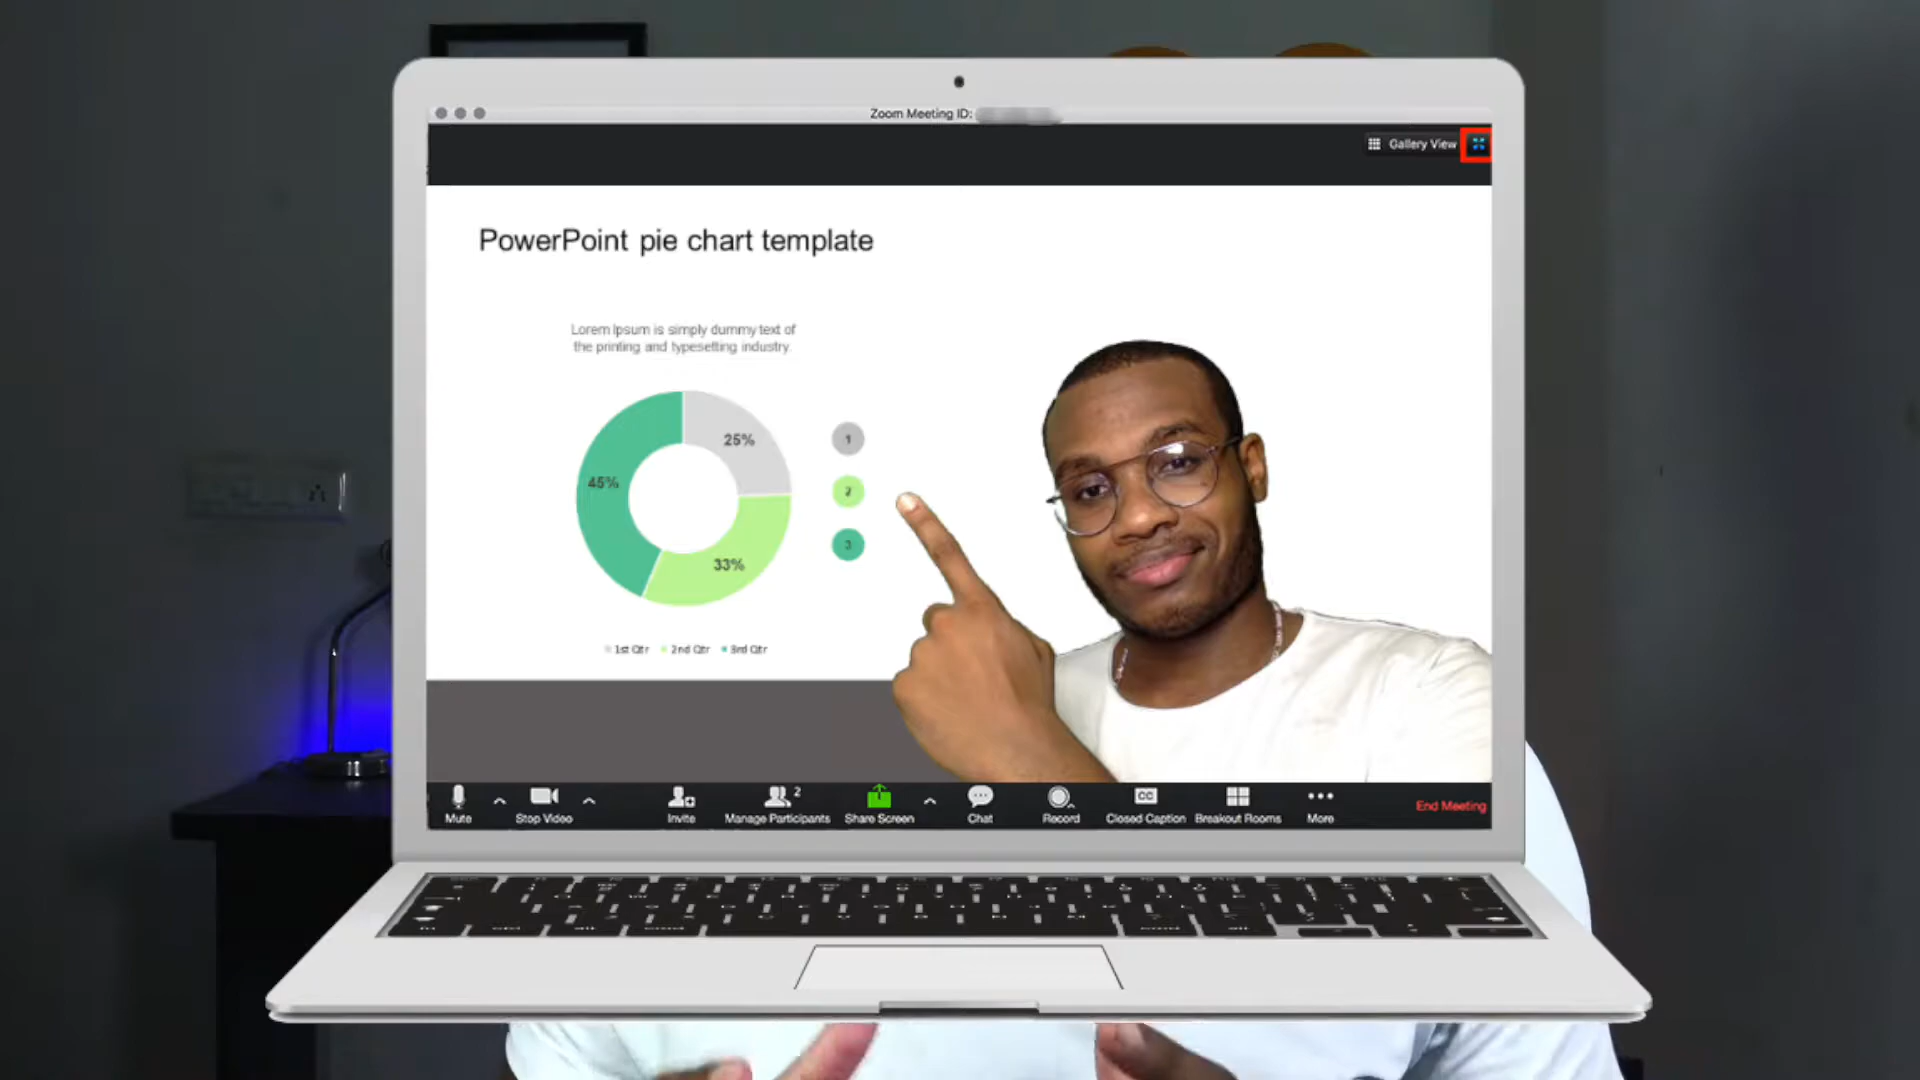 Zoom Meeting ID:
Gallery View
PowerPoint pie chart template
Lorem Ipsum is simply dummy text of
the printing and typesetting industry.
25%
45%
33%
1
2
3
1st Qtr 2nd Qtr 3rd Qtr
2
CC
Mute Stop Video Invite Manage Participants Share Screen Chat Record Closed Caption Breakout Rooms More End Meeting